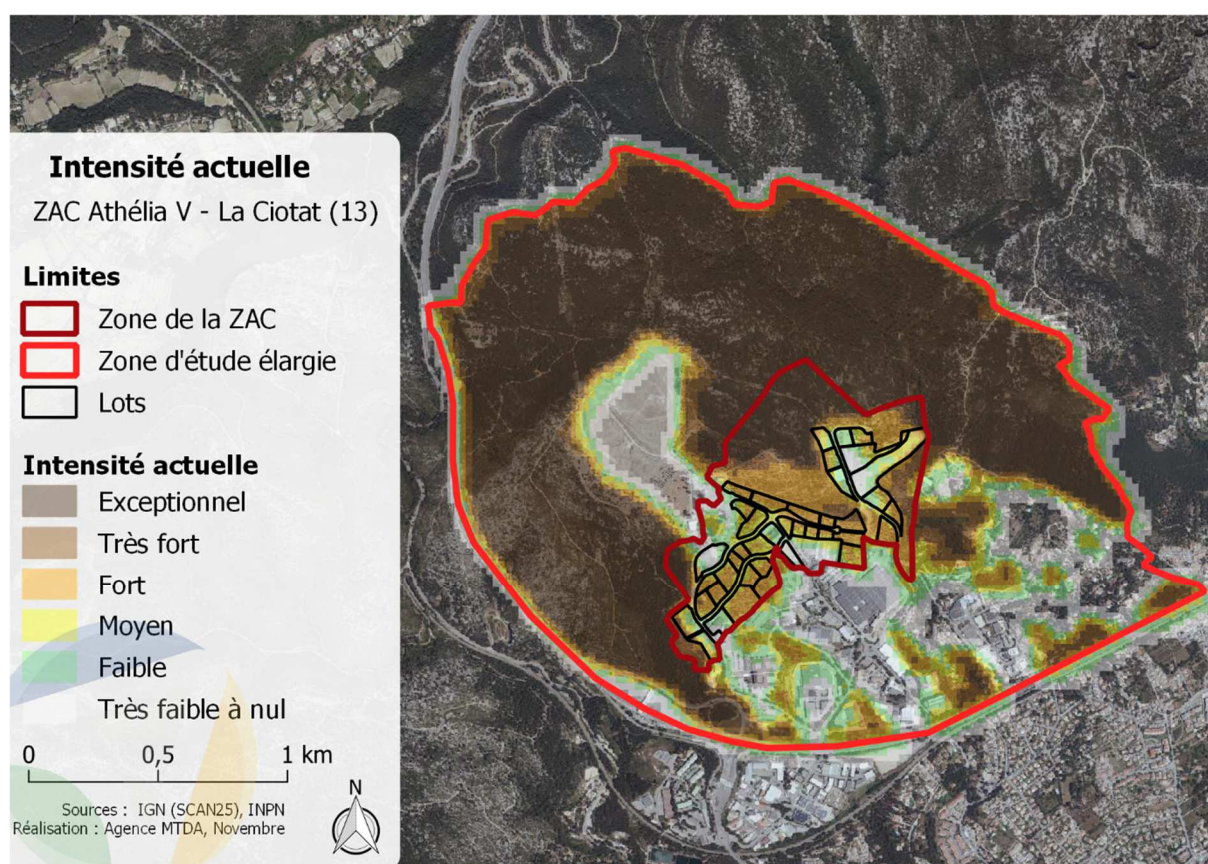 Intensité actuelle
ZAC Athélia V - La Ciotat (13)
Limites
Zone de la ZAC
Zone d'étude élargie
Lots
Intensité actuelle
Exceptionnel
Très fort
Fort
Moyen
Faible
Très faible à nul
0 0,5 1 km
Sources : IGN (SCAN25), INPN
Réalisation : Agence MTDA, Novembre
N